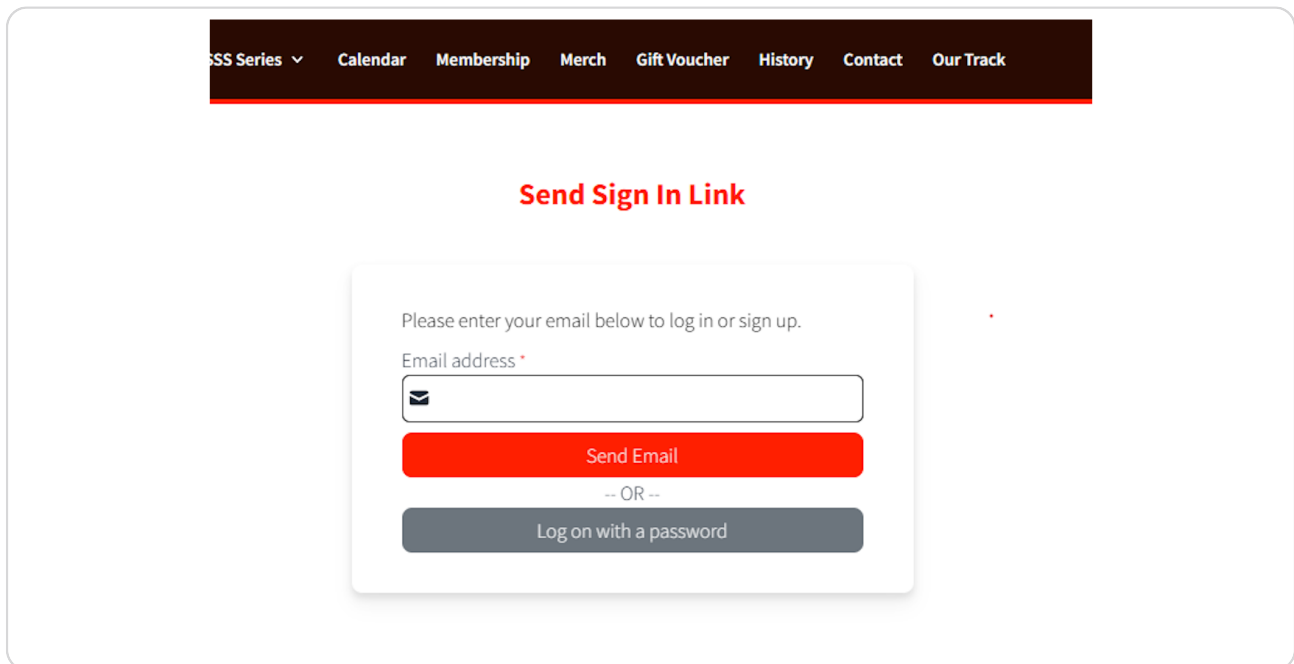 SSS Series Calendar Membership Merch Gift Voucher History Contact Our Track
Send Sign In Link
Please enter your email below to log in or sign up.
Email address *
Send Email
-- OR --
Log on with a password